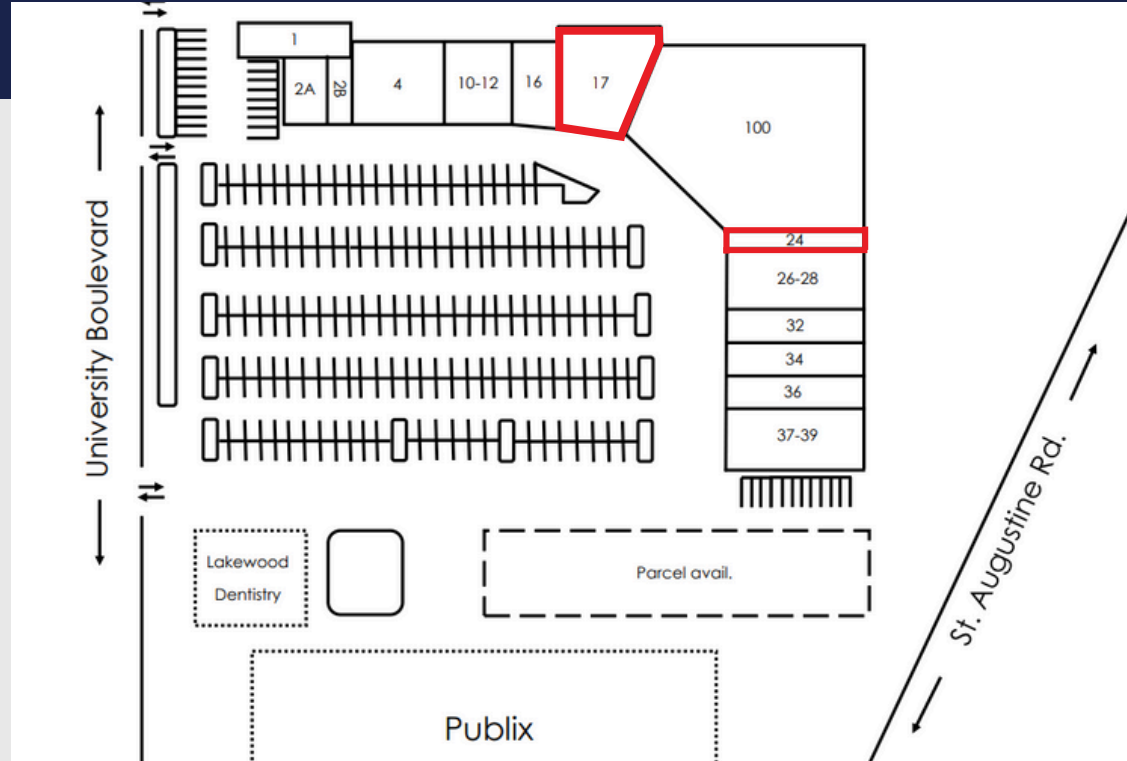 1
2A
2B
4
10-12
16
17
100
24
26-28
32
34
36
37-39
University Boulevard
St. Augustine Rd.
Lakewood
Dentistry
Parcel avail.
Publix